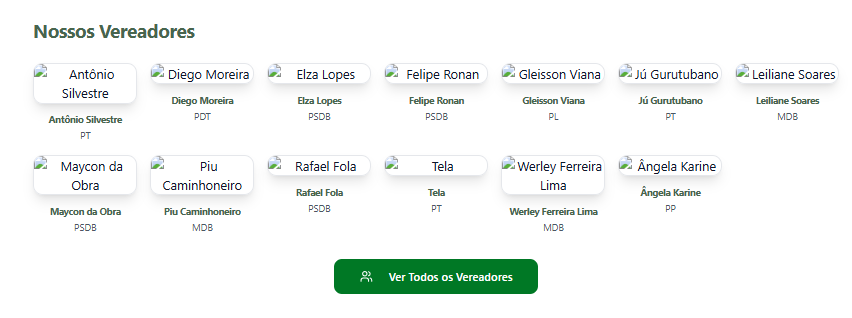 Nossos Vereadores
Antônio
Silvestre
Diego Moreira
Elza Lopes
Felipe Ronan
Gleisson Viana
Jú Gurutubano
Leiliane Soares
Antônio Silvestre
PT
Diego Moreira
PDT
Elza Lopes
PSDB
Felipe Ronan
PSDB
Gleisson Viana
PL
Jú Gurutubano
PT
Leiliane Soares
MDB
Maycon da
Obra
Piu
Caminhoneiro
Rafael Fola
Tela
Werley Ferreira
Lima
Ângela Karine
Maycon da Obra
PSDB
Piu Caminhoneiro
MDB
Rafael Fola
PSDB
Tela
PT
Werley Ferreira Lima
MDB
Ângela Karine
PP
Ver Todos os Vereadores